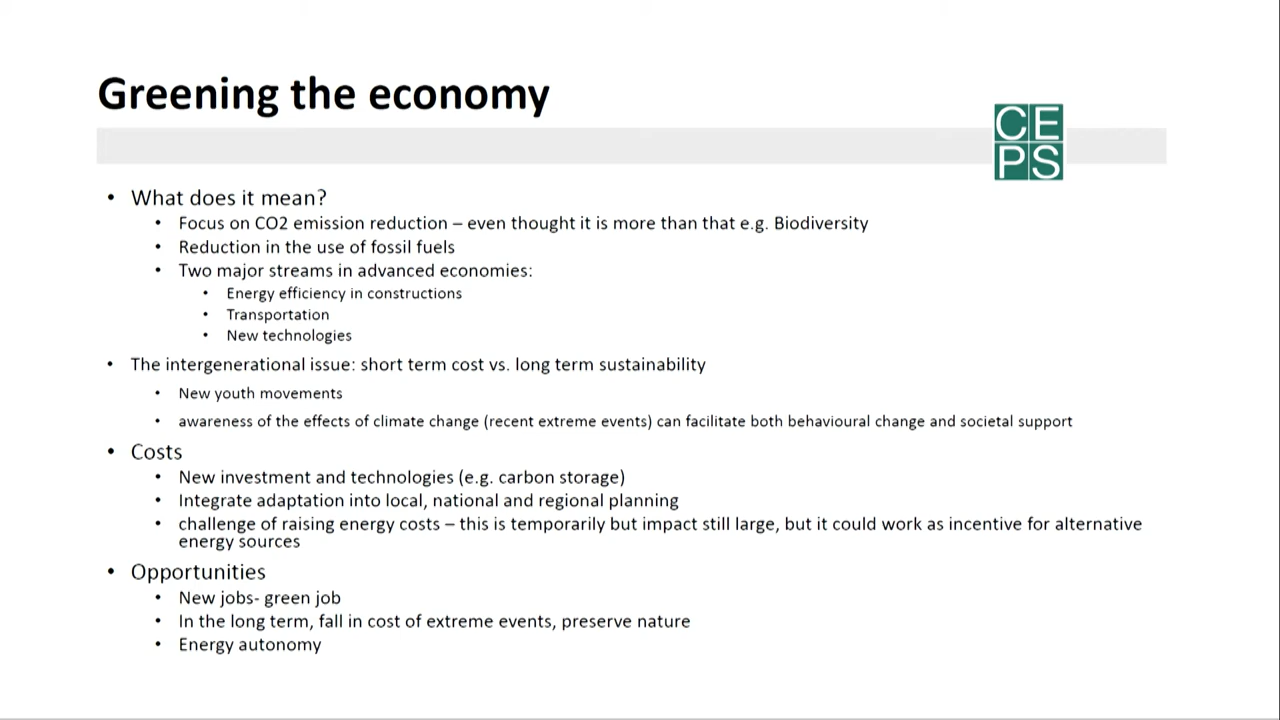 Greening the economy
CE
PS
• What does it mean?
• Focus on CO2 emission reduction – even thought it is more than that e.g. Biodiversity
• Reduction in the use of fossil fuels
• Two major streams in advanced economies:
• Energy efficiency in constructions
• Transportation
• New technologies
• The intergenerational issue: short term cost vs. long term sustainability
• New youth movements
• awareness of the effects of climate change (recent extreme events) can facilitate both behavioural change and societal support
• Costs
• New investment and technologies (e.g. carbon storage)
• Integrate adaptation into local, national and regional planning
• challenge of raising energy costs – this is temporarily but impact still large, but it could work as incentive for alternative
energy sources
• Opportunities
• New jobs- green job
• In the long term, fall in cost of extreme events, preserve nature
• Energy autonomy